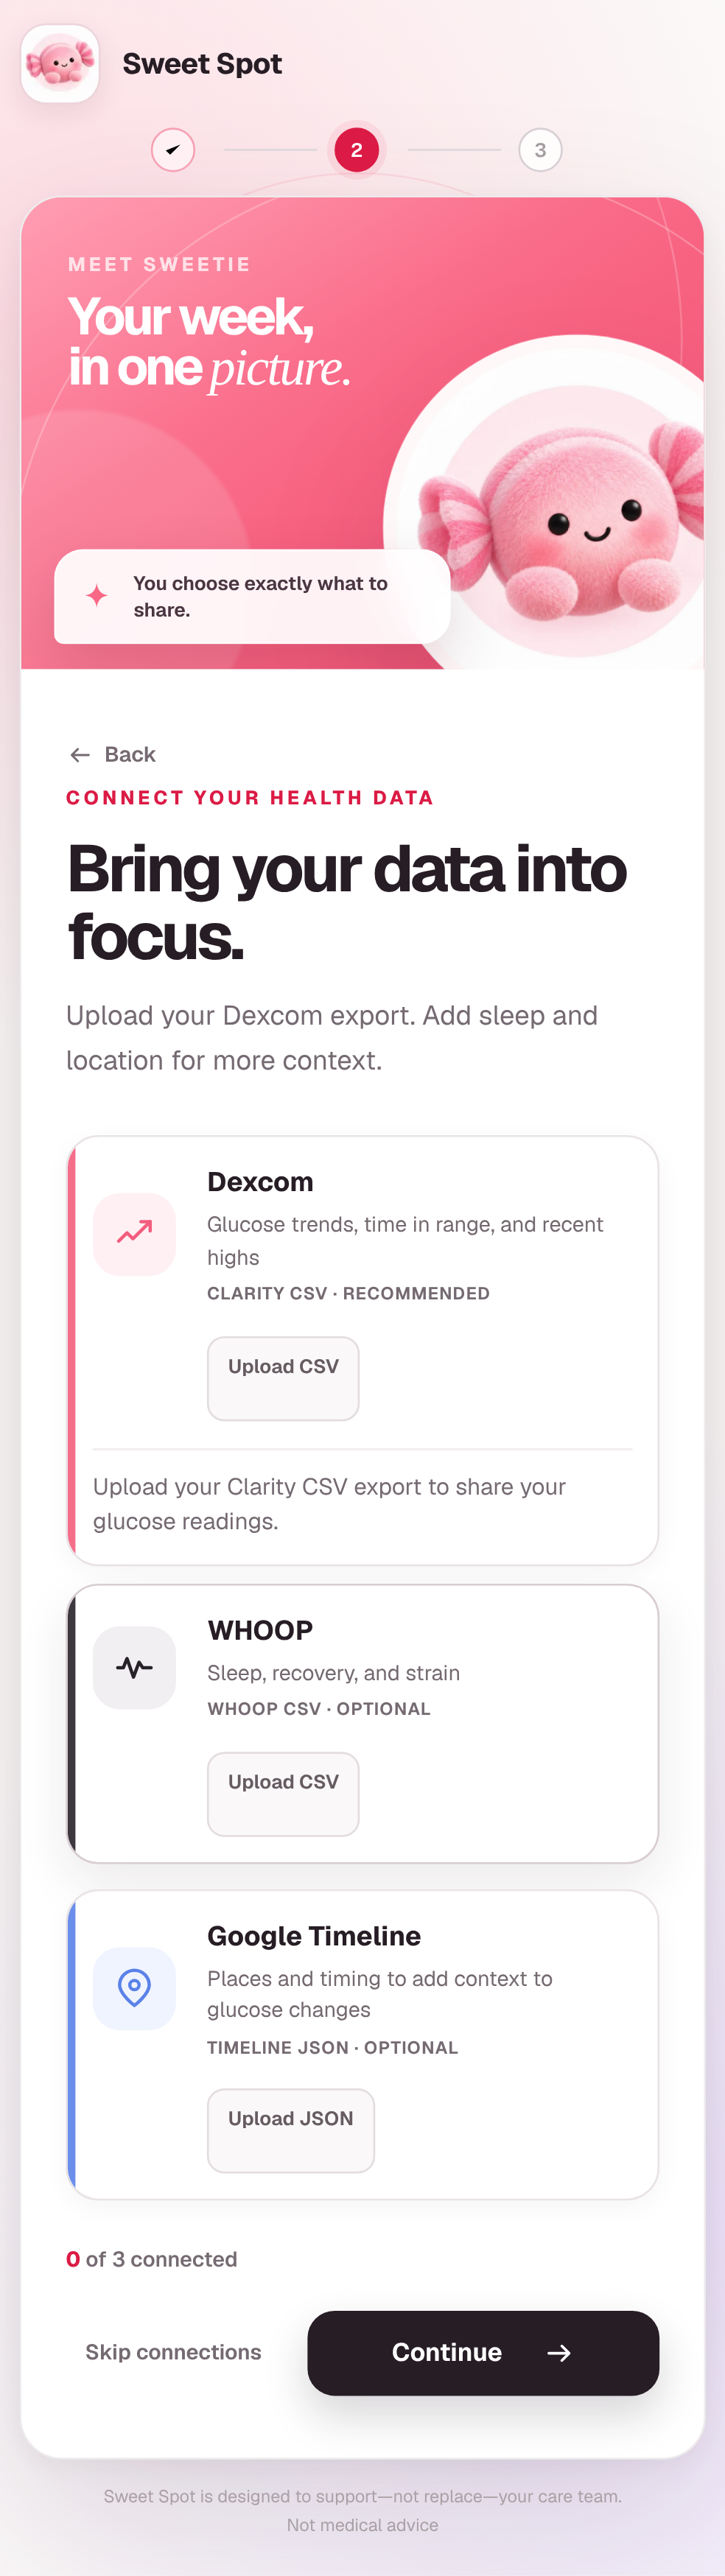 Sweet Spot
2
3
MEET SWEETIE
Your week,
in one picture.
You choose exactly what to
share.
← Back
CONNECT YOUR HEALTH DATA
Bring your data into
focus.
Upload your Dexcom export. Add sleep and
location for more context.
Dexcom
Glucose trends, time in range, and recent
highs
CLARITY CSV · RECOMMENDED
Upload CSV
Upload your Clarity CSV export to share your
glucose readings.
WHOOP
Sleep, recovery, and strain
WHOOP CSV · OPTIONAL
Upload CSV
Google Timeline
Places and timing to add context to
glucose changes
TIMELINE JSON · OPTIONAL
Upload JSON
0 of 3 connected
Skip connections
Continue →
Sweet Spot is designed to support—not replace—your care team.
Not medical advice